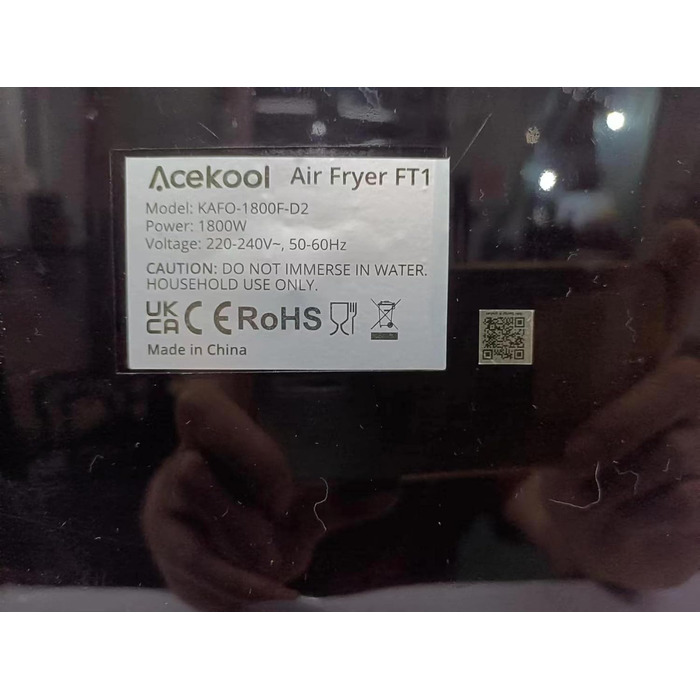 Acekool Air Fryer FT1
Model: KAFO-1800F-D2
Power: 1800W
Voltage: 220-240V~, 50-60Hz
CAUTION: DO NOT IMMERSE IN WATER.
HOUSEHOLD USE ONLY.
UK
CA CE RoHS
Made in China